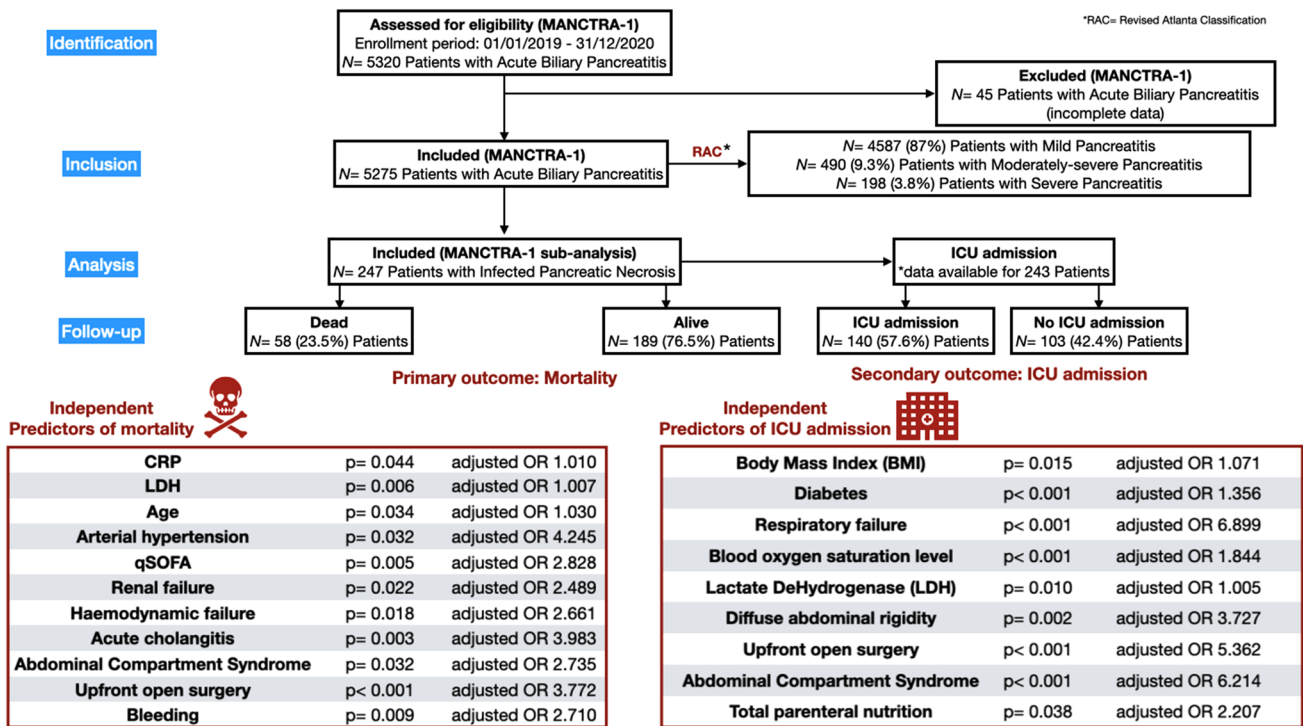 *RAC= Revised Atlanta Classification
Identification
Assessed for eligibility (MANCTRA-1)
Enrollment period: 01/01/2019 - 31/12/2020
N= 5320 Patients with Acute Biliary Pancreatitis
Excluded (MANCTRA-1)
N= 45 Patients with Acute Biliary Pancreatitis
(incomplete data)
Inclusion
Included (MANCTRA-1)
N= 5275 Patients with Acute Biliary Pancreatitis
RAC*
N= 4587 (87%) Patients with Mild Pancreatitis
N= 490 (9.3%) Patients with Moderately-severe Pancreatitis
N= 198 (3.8%) Patients with Severe Pancreatitis
Analysis
Included (MANCTRA-1 sub-analysis)
N= 247 Patients with Infected Pancreatic Necrosis
ICU admission
*data available for 243 Patients
Follow-up
Dead
N= 58 (23.5%) Patients
Alive
N= 189 (76.5%) Patients
ICU admission
N= 140 (57.6%) Patients
No ICU admission
N= 103 (42.4%) Patients
Primary outcome: Mortality
Secondary outcome: ICU admission
Independent
Predictors of mortality
CRP p= 0.044 adjusted OR 1.010
LDH p= 0.006 adjusted OR 1.007
Age p= 0.034 adjusted OR 1.030
Arterial hypertension p= 0.032 adjusted OR 4.245
qSOFA p= 0.005 adjusted OR 2.828
Renal failure p= 0.022 adjusted OR 2.489
Haemodynamic failure p= 0.018 adjusted OR 2.661
Acute cholangitis p= 0.003 adjusted OR 3.983
Abdominal Compartment Syndrome p= 0.032 adjusted OR 2.735
Upfront open surgery p< 0.001 adjusted OR 3.772
Bleeding p= 0.009 adjusted OR 2.710
Independent
Predictors of ICU admission
Body Mass Index (BMI) p= 0.015 adjusted OR 1.071
Diabetes p< 0.001 adjusted OR 1.356
Respiratory failure p< 0.001 adjusted OR 6.899
Blood oxygen saturation level p< 0.001 adjusted OR 1.844
Lactate DeHydrogenase (LDH) p= 0.010 adjusted OR 1.005
Diffuse abdominal rigidity p= 0.002 adjusted OR 3.727
Upfront open surgery p< 0.001 adjusted OR 5.362
Abdominal Compartment Syndrome p< 0.001 adjusted OR 6.214
Total parenteral nutrition p= 0.038 adjusted OR 2.207